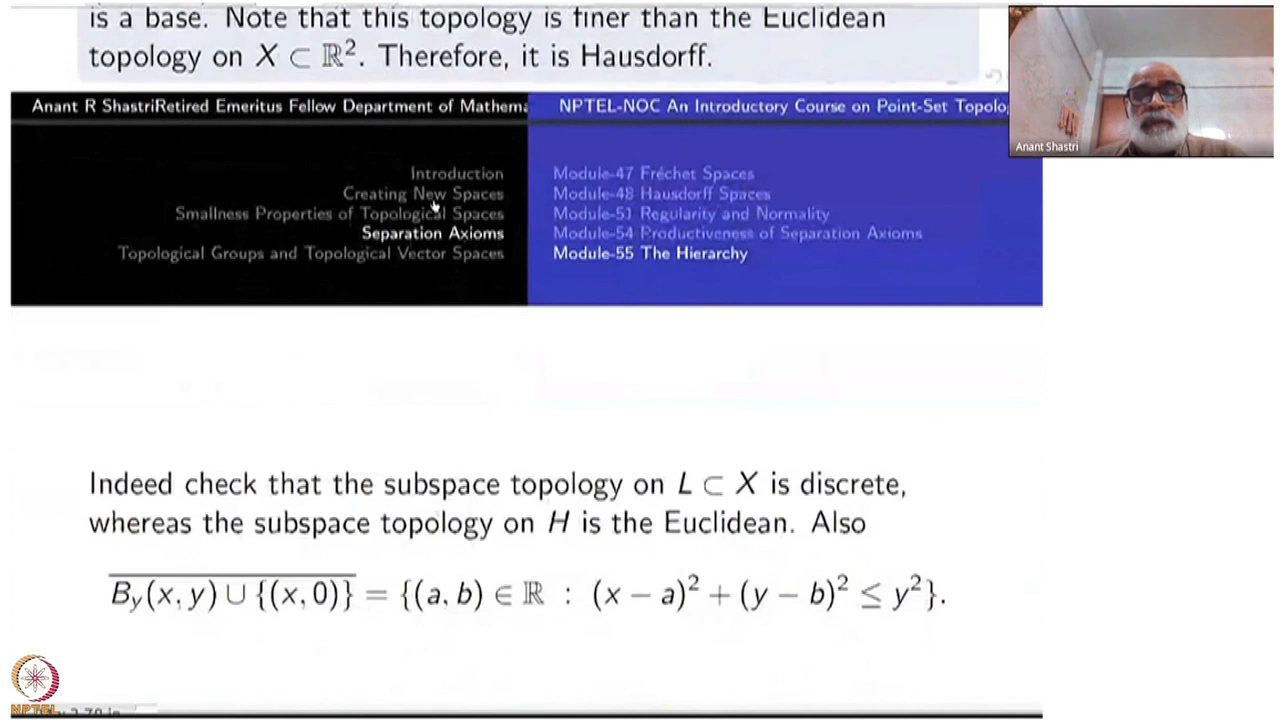 is a base. Note that this topology is finer than the Euclidean
topology on X ⊂ ℝ². Therefore, it is Hausdorff.
Anant R ShastriRetired Emeritus Fellow Department of Mathema
NPTEL-NOC An Introductory Course on Point-Set Topolo
Anant Shastri
Introduction
Creating New Spaces
Smallness Properties of Topological Spaces
Separation Axioms
Topological Groups and Topological Vector Spaces
Module-47 Fréchet Spaces
Module-48 Hausdorff Spaces
Module-51 Regularity and Normality
Module-54 Productiveness of Separation Axioms
Module-55 The Hierarchy
Indeed check that the subspace topology on L ⊂ X is discrete,
whereas the subspace topology on H is the Euclidean. Also
\overline{B_y(x, y) ∪ {(x, 0)}} = {(a, b) ∈ ℝ : (x − a)² + (y − b)² ≤ y²}.
NPTEL